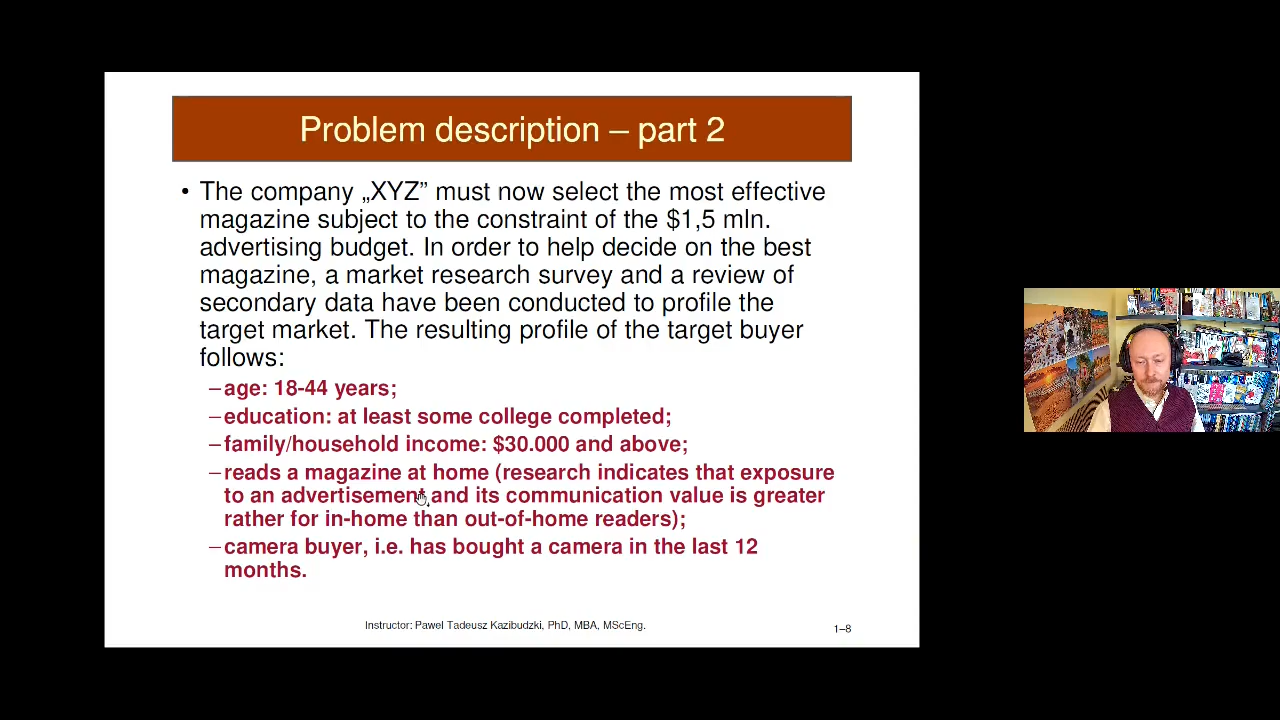 Problem description – part 2
• The company „XYZ” must now select the most effective
magazine subject to the constraint of the $1,5 mln.
advertising budget. In order to help decide on the best
magazine, a market research survey and a review of
secondary data have been conducted to profile the
target market. The resulting profile of the target buyer
follows:
–age: 18-44 years;
–education: at least some college completed;
–family/household income: $30.000 and above;
–reads a magazine at home (research indicates that exposure
to an advertisement and its communication value is greater
rather for in-home than out-of-home readers);
–camera buyer, i.e. has bought a camera in the last 12
months.
Instructor: Pawel Tadeusz Kazibudzki, PhD, MBA, MScEng.
1–8